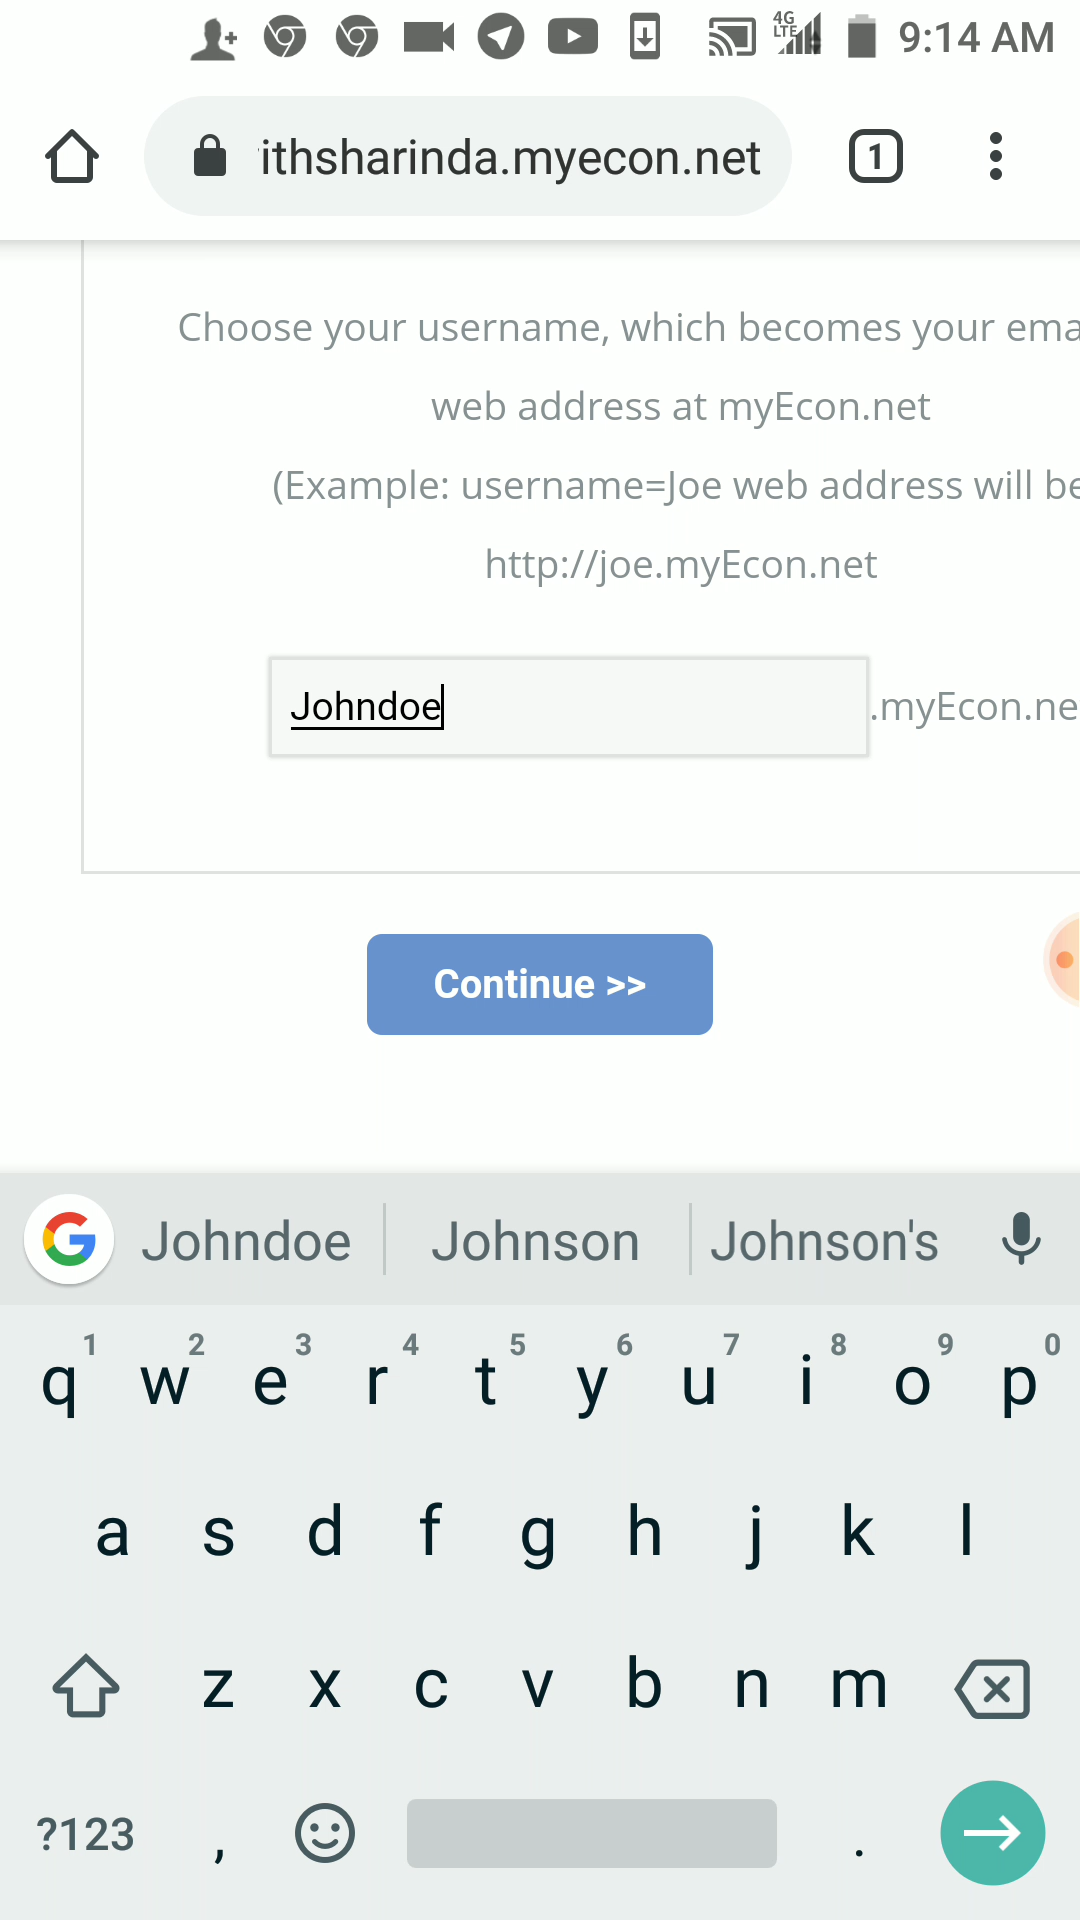 4G
LTE
9:14 AM
ithsharinda.myecon.net
1
Choose your username, which becomes your ema
web address at myEcon.net
(Example: username=Joe web address will be
http://joe.myEcon.net
Johndoe
.myEcon.ne
Continue >>
G Johndoe Johnson Johnson's
1 2 3 4 5 6 7 8 9 0
q w e r t y u i o p
a s d f g h j k l
z x c v b n m
?123 , .